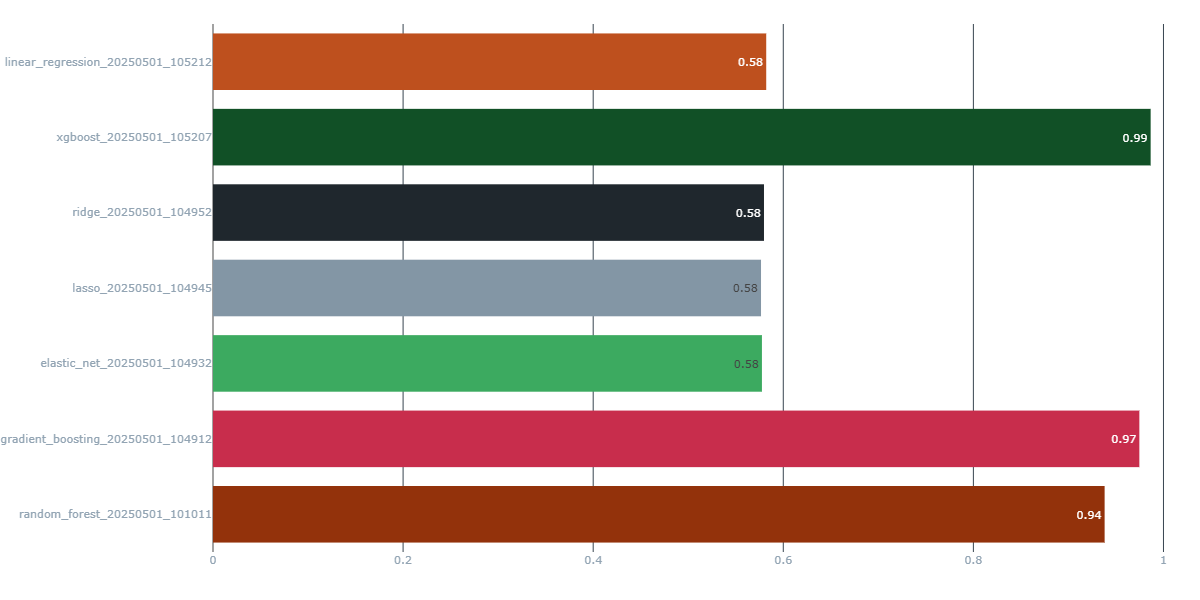 linear_regression_20250501_105212 0.58
xgboost_20250501_105207 0.99
ridge_20250501_104952 0.58
lasso_20250501_104945 0.58
elastic_net_20250501_104932 0.58
gradient_boosting_20250501_104912 0.97
random_forest_20250501_101011 0.94
0 0.2 0.4 0.6 0.8 1